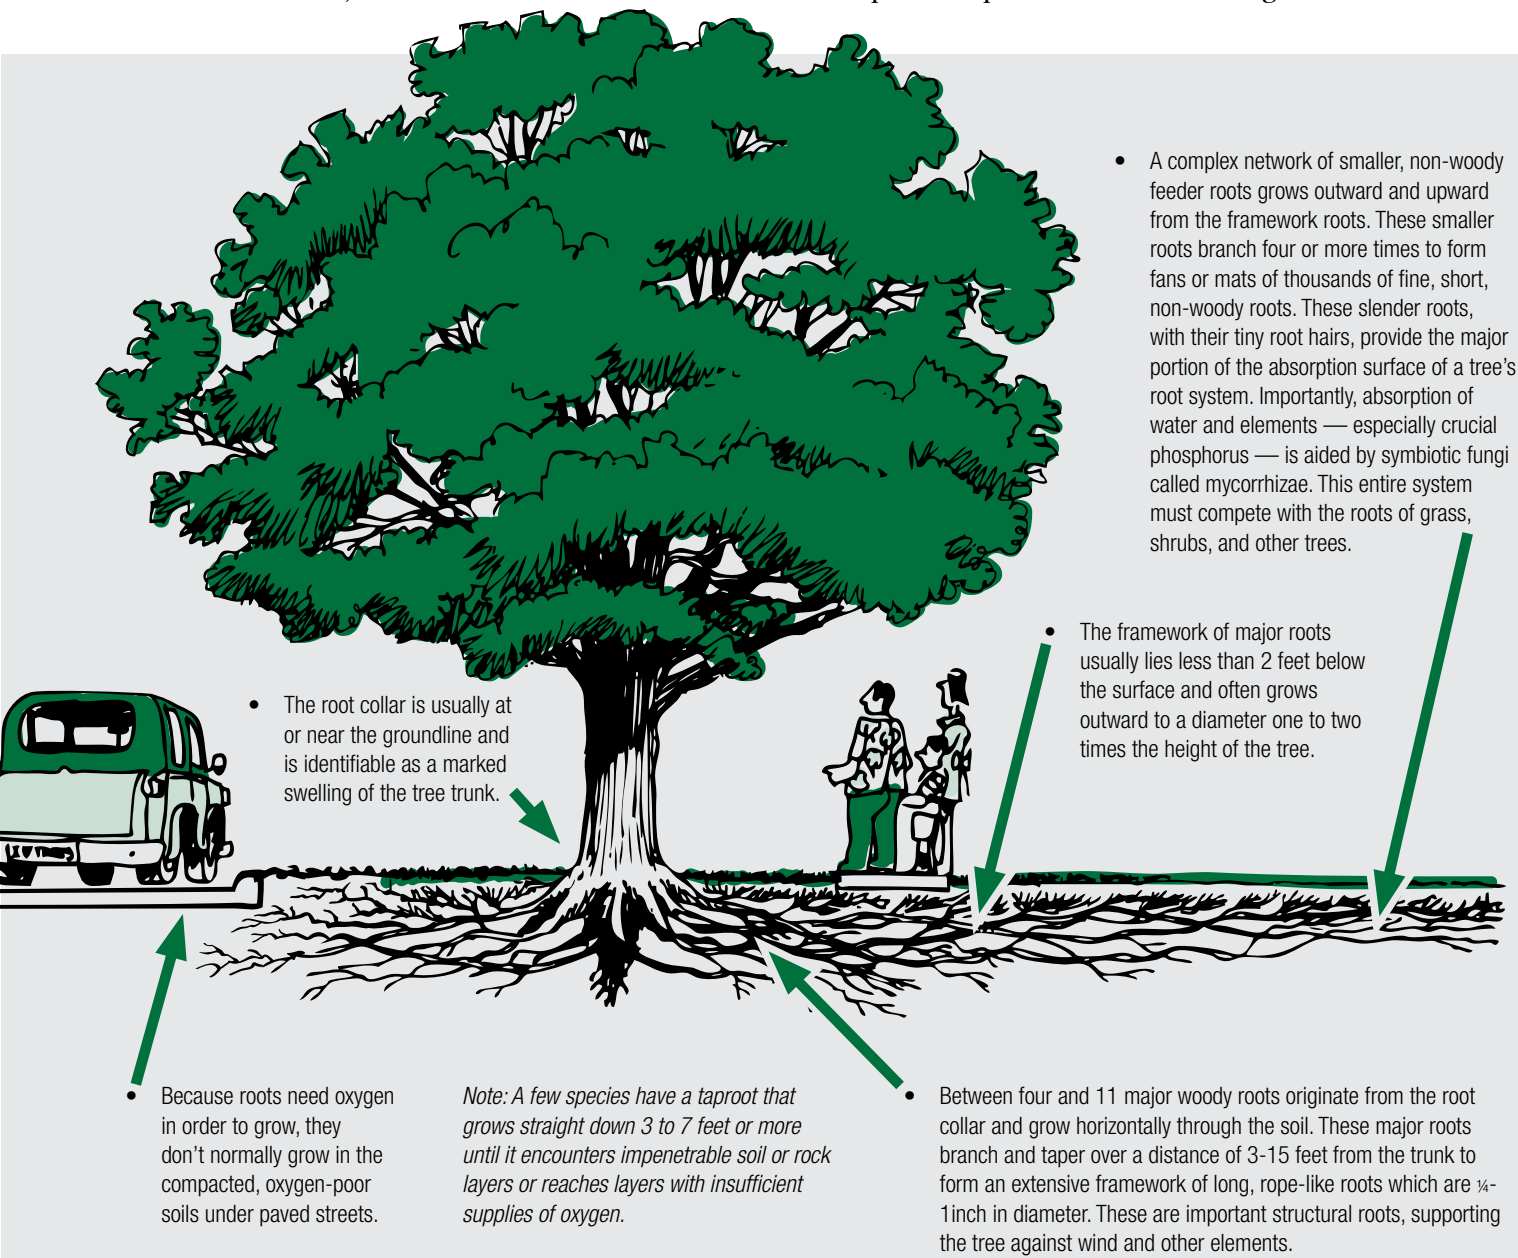 A complex network of smaller, non-woody
feeder roots grows outward and upward
from the framework roots. These smaller
roots branch four or more times to form
fans or mats of thousands of fine, short,
non-woody roots. These slender roots,
with their tiny root hairs, provide the major
portion of the absorption surface of a tree’s
root system. Importantly, absorption of
water and elements — especially crucial
phosphorus — is aided by symbiotic fungi
called mycorrhizae. This entire system
must compete with the roots of grass,
shrubs, and other trees.
The framework of major roots
usually lies less than 2 feet below
the surface and often grows
outward to a diameter one to two
times the height of the tree.
The root collar is usually at
or near the groundline and
is identifiable as a marked
swelling of the tree trunk.
Because roots need oxygen
in order to grow, they
don’t normally grow in the
compacted, oxygen-poor
soils under paved streets.
Note: A few species have a taproot that
grows straight down 3 to 7 feet or more
until it encounters impenetrable soil or rock
layers or reaches layers with insufficient
supplies of oxygen.
Between four and 11 major woody roots originate from the root
collar and grow horizontally through the soil. These major roots
branch and taper over a distance of 3-15 feet from the trunk to
form an extensive framework of long, rope-like roots which are ¼-
1inch in diameter. These are important structural roots, supporting
the tree against wind and other elements.